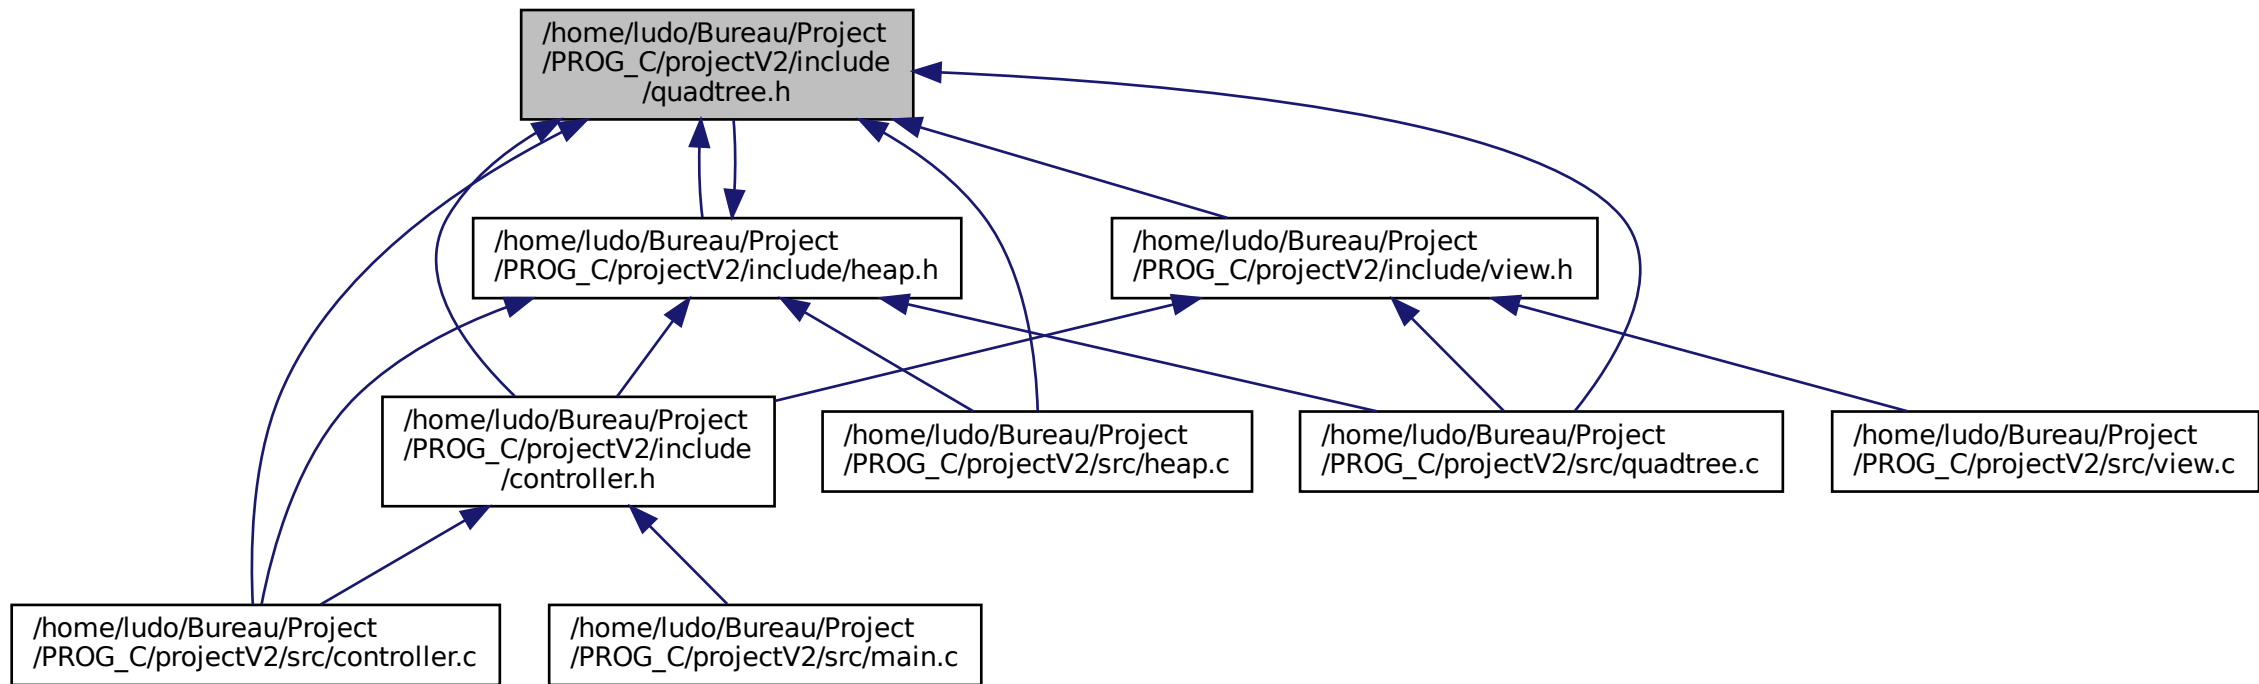 /home/ludo/Bureau/Project
/PROG_C/projectV2/include
/quadtree.h
/home/ludo/Bureau/Project
/PROG_C/projectV2/include/heap.h
/home/ludo/Bureau/Project
/PROG_C/projectV2/include/view.h
/home/ludo/Bureau/Project
/PROG_C/projectV2/include
/controller.h
/home/ludo/Bureau/Project
/PROG_C/projectV2/src/heap.c
/home/ludo/Bureau/Project
/PROG_C/projectV2/src/quadtree.c
/home/ludo/Bureau/Project
/PROG_C/projectV2/src/view.c
/home/ludo/Bureau/Project
/PROG_C/projectV2/src/controller.c
/home/ludo/Bureau/Project
/PROG_C/projectV2/src/main.c